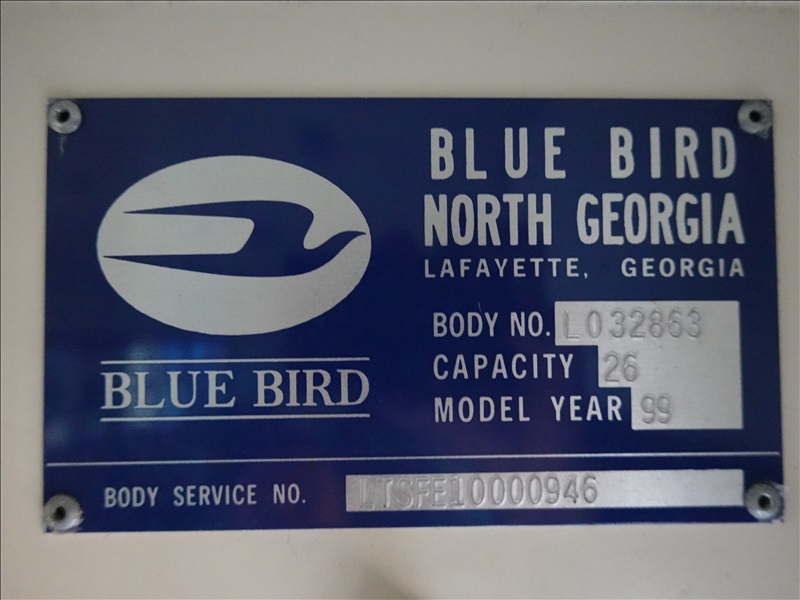 BLUE BIRD
NORTH GEORGIA
LAFAYETTE, GEORGIA
BODY NO. L032863
CAPACITY 26
MODEL YEAR 99
BLUE BIRD
BODY SERVICE NO. LTSFE10000946